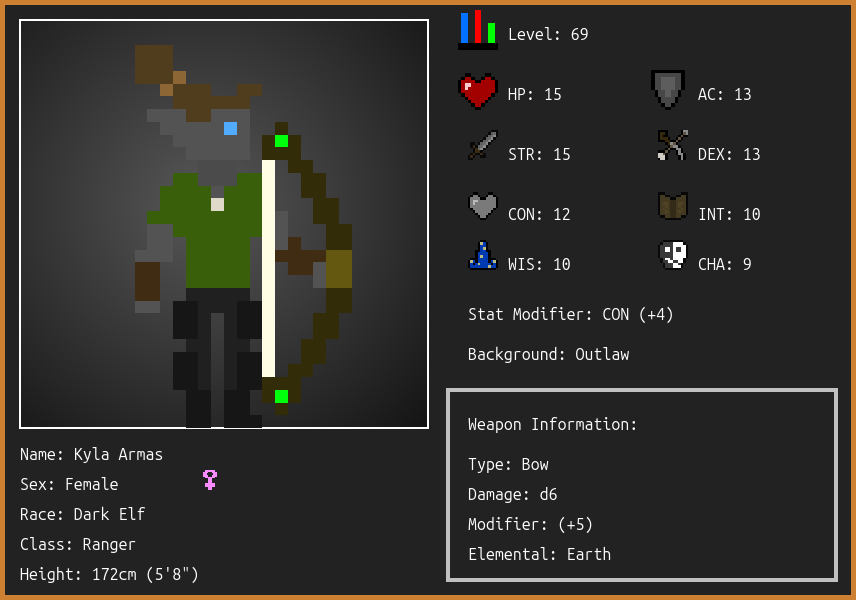 Level: 69
HP: 15
AC: 13
STR: 15
DEX: 13
CON: 12
INT: 10
WIS: 10
CHA: 9
Stat Modifier: CON (+4)
Background: Outlaw
Weapon Information:
Type: Bow
Damage: d6
Modifier: (+5)
Elemental: Earth
Name: Kyla Armas
Sex: Female
Race: Dark Elf
Class: Ranger
Height: 172cm (5'8")